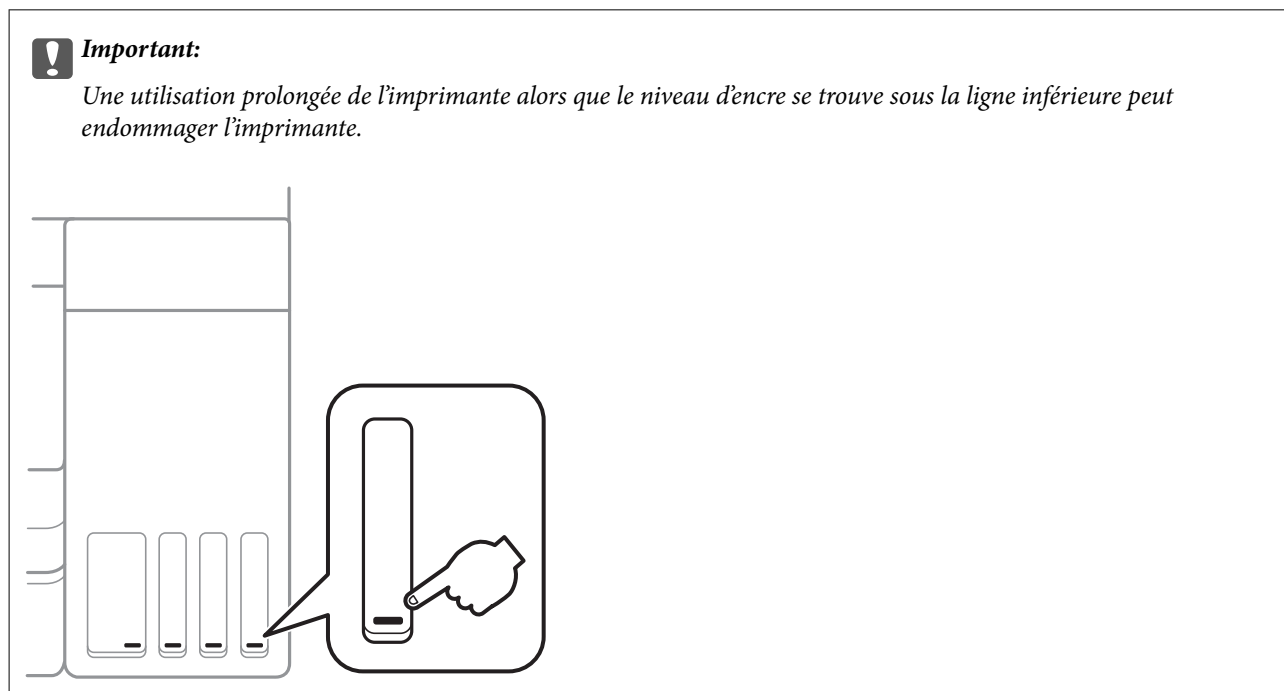 Important:
Une utilisation prolongée de l'imprimante alors que le niveau d'encre se trouve sous la ligne inférieure peut
endommager l'imprimante.